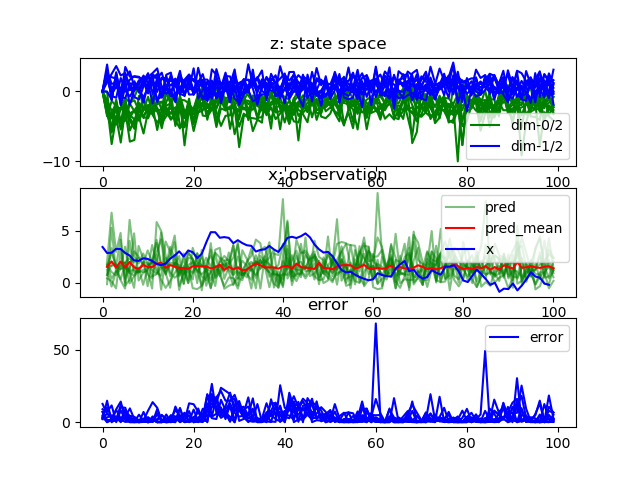 z: state space
0
−10
dim-0/2
dim-1/2
0 20 40 60 80 100
x: observation
5
0
pred
pred_mean
x
0 20 40 60 80 100
error
50
0
error
0 20 40 60 80 100